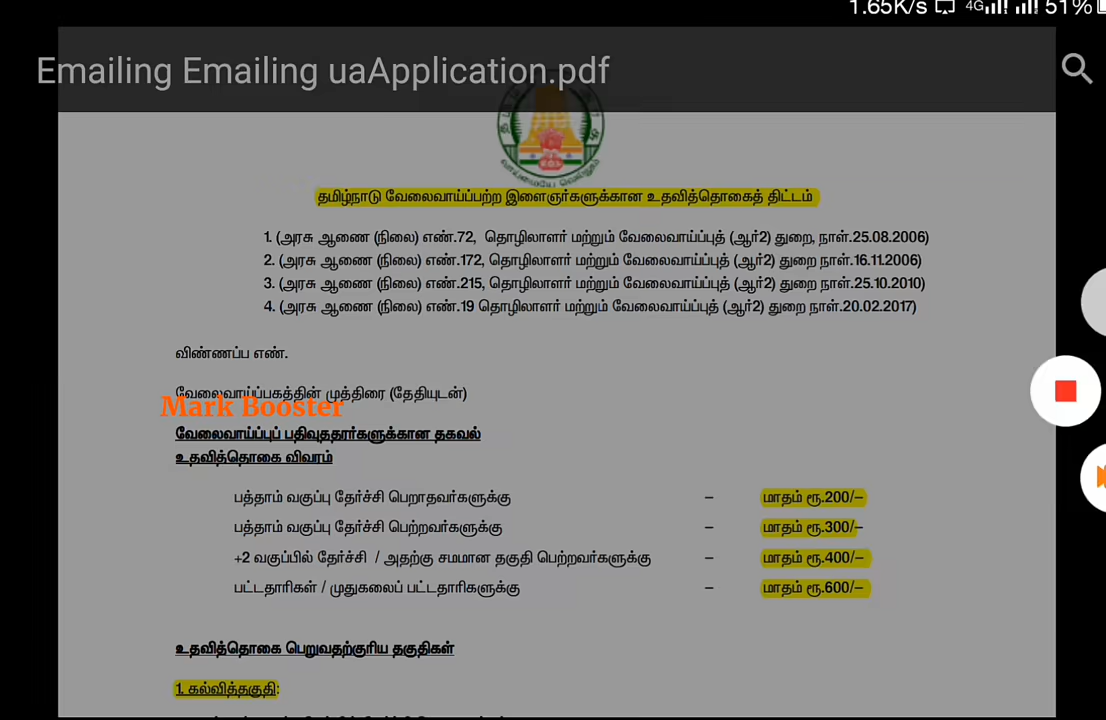 1.65K/s 4G 51%
Emailing Emailing uaApplication.pdf
வாய்மையே வெல்லும்
தமிழ்நாடு வேலைவாய்ப்பற்ற இளைஞர்களுக்கான உதவித்தொகைத் திட்டம்
1. (அரசு ஆணை (நிலை) எண்.72, தொழிலாளர் மற்றும் வேலைவாய்ப்புத் (ஆர்2) துறை, நாள்.25.08.2006)
2. (அரசு ஆணை (நிலை) எண்.172, தொழிலாளர் மற்றும் வேலைவாய்ப்புத் (ஆர்2) துறை நாள்.16.11.2006)
3. (அரசு ஆணை (நிலை) எண்.215, தொழிலாளர் மற்றும் வேலைவாய்ப்புத் (ஆர்2) துறை நாள்.25.10.2010)
4. (அரசு ஆணை (நிலை) எண்.19 தொழிலாளர் மற்றும் வேலைவாய்ப்புத் (ஆர்2) துறை நாள்.20.02.2017)
விண்ணப்ப எண்.
வேலைவாய்ப்பகத்தின் முத்திரை (தேதியுடன்)
Mark Booster
வேலைவாய்ப்புப் பதிவுததார்களுக்கான தகவல்
உதவித்தொகை விவரம்
பத்தாம் வகுப்பு தேர்ச்சி பெறாதவர்களுக்கு – மாதம் ரூ.200/–
பத்தாம் வகுப்பு தேர்ச்சி பெற்றவர்களுக்கு – மாதம் ரூ.300/–
+2 வகுப்பில் தேர்ச்சி / அதற்கு சமமான தகுதி பெற்றவர்களுக்கு – மாதம் ரூ.400/–
பட்டதாரிகள் / முதுகலைப் பட்டதாரிகளுக்கு – மாதம் ரூ.600/–
உதவித்தொகை பெறுவதற்குரிய தகுதிகள்
1. கல்வித்தகுதி: